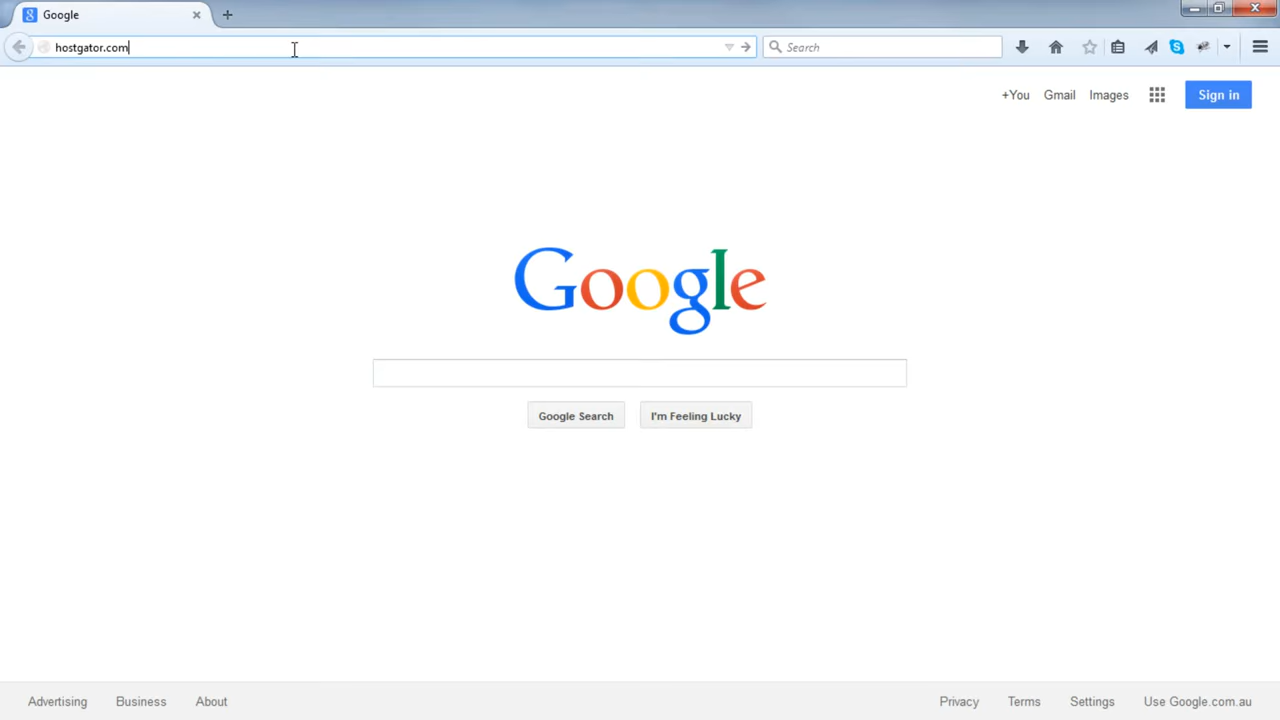 Google
hostgator.com
Search
+You Gmail Images Sign in
Google
Google Search I'm Feeling Lucky
Advertising Business About Privacy Terms Settings Use Google.com.au